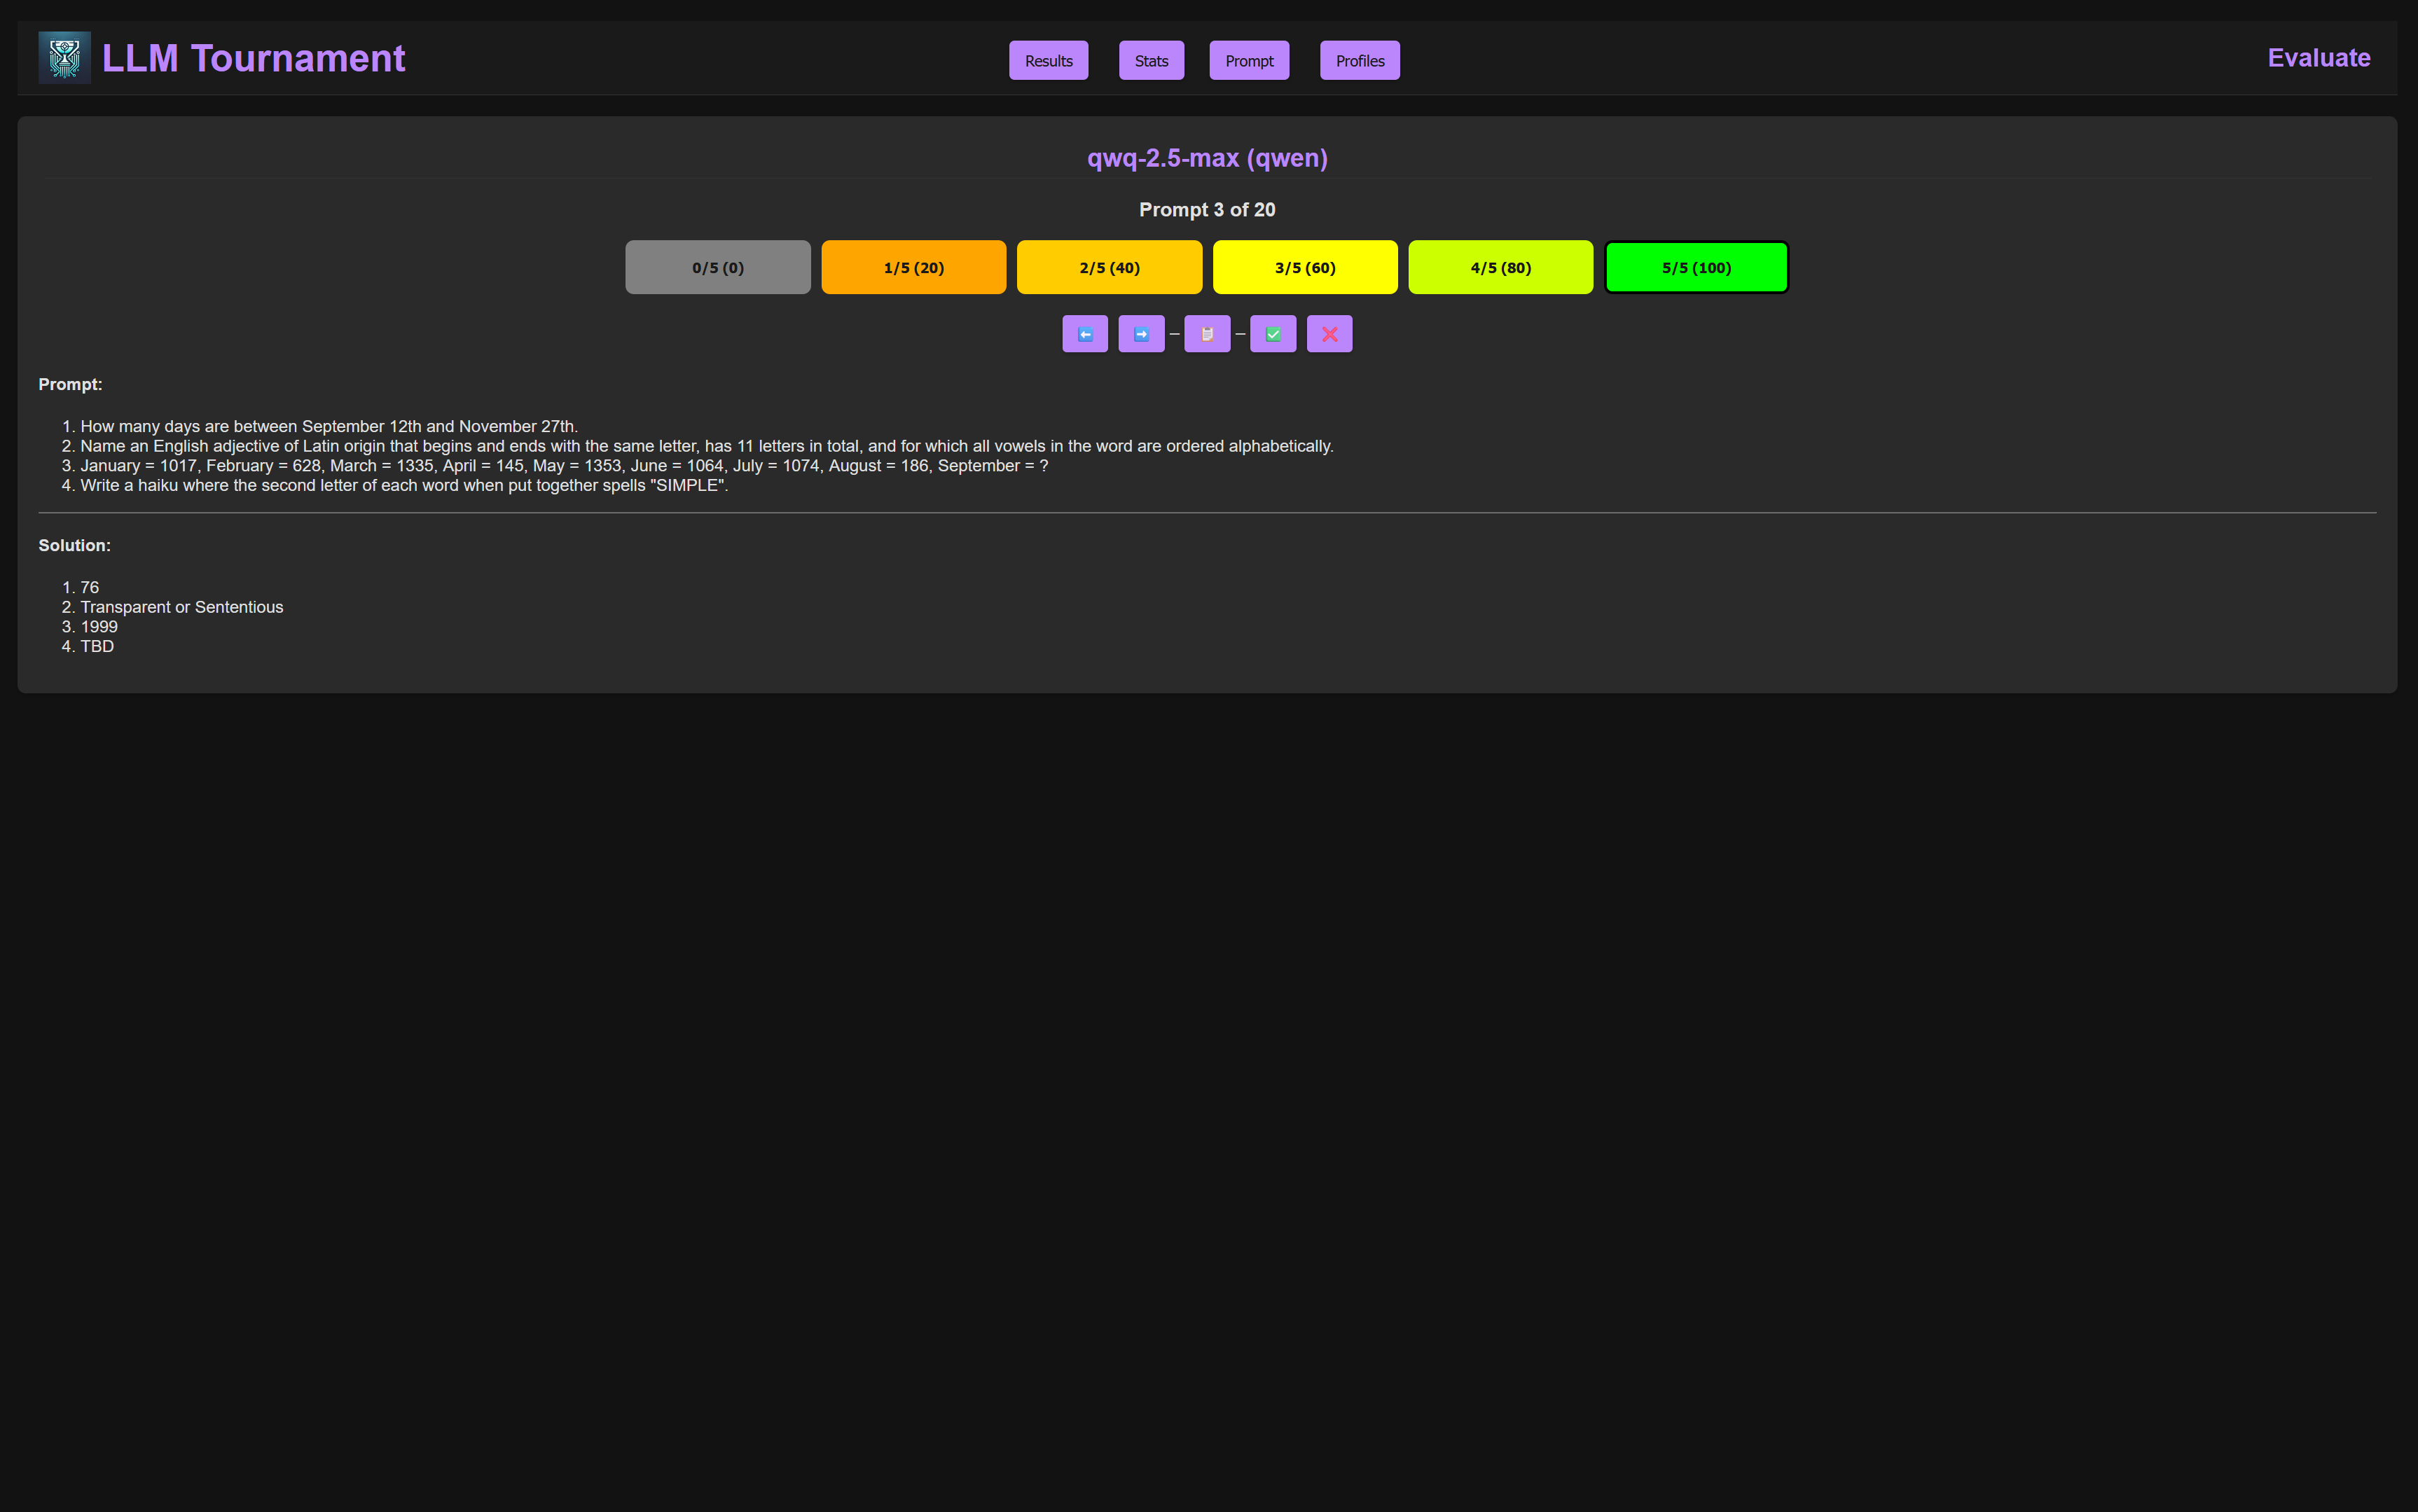 LLM Tournament
Results
Stats
Prompt
Profiles
Evaluate
qwq-2.5-max (qwen)
Prompt 3 of 20
0/5 (0)
1/5 (20)
2/5 (40)
3/5 (60)
4/5 (80)
5/5 (100)
Prompt:
1. How many days are between September 12th and November 27th.
2. Name an English adjective of Latin origin that begins and ends with the same letter, has 11 letters in total, and for which all vowels in the word are ordered alphabetically.
3. January = 1017, February = 628, March = 1335, April = 145, May = 1353, June = 1064, July = 1074, August = 186, September = ?
4. Write a haiku where the second letter of each word when put together spells "SIMPLE".
Solution:
1. 76
2. Transparent or Sententious
3. 1999
4. TBD